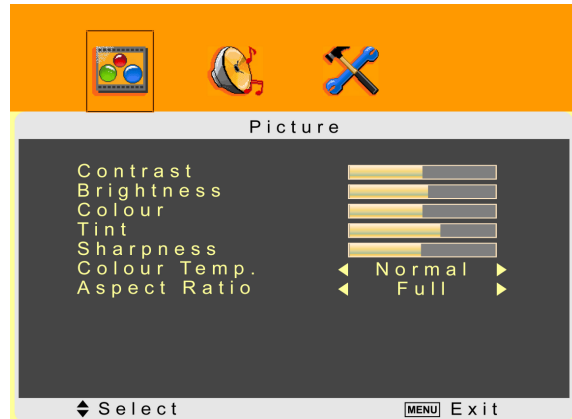 Picture
Contrast
Brightness
Colour
Tint
Sharpness
Colour Temp. Normal
Aspect Ratio Full
Select MENU Exit